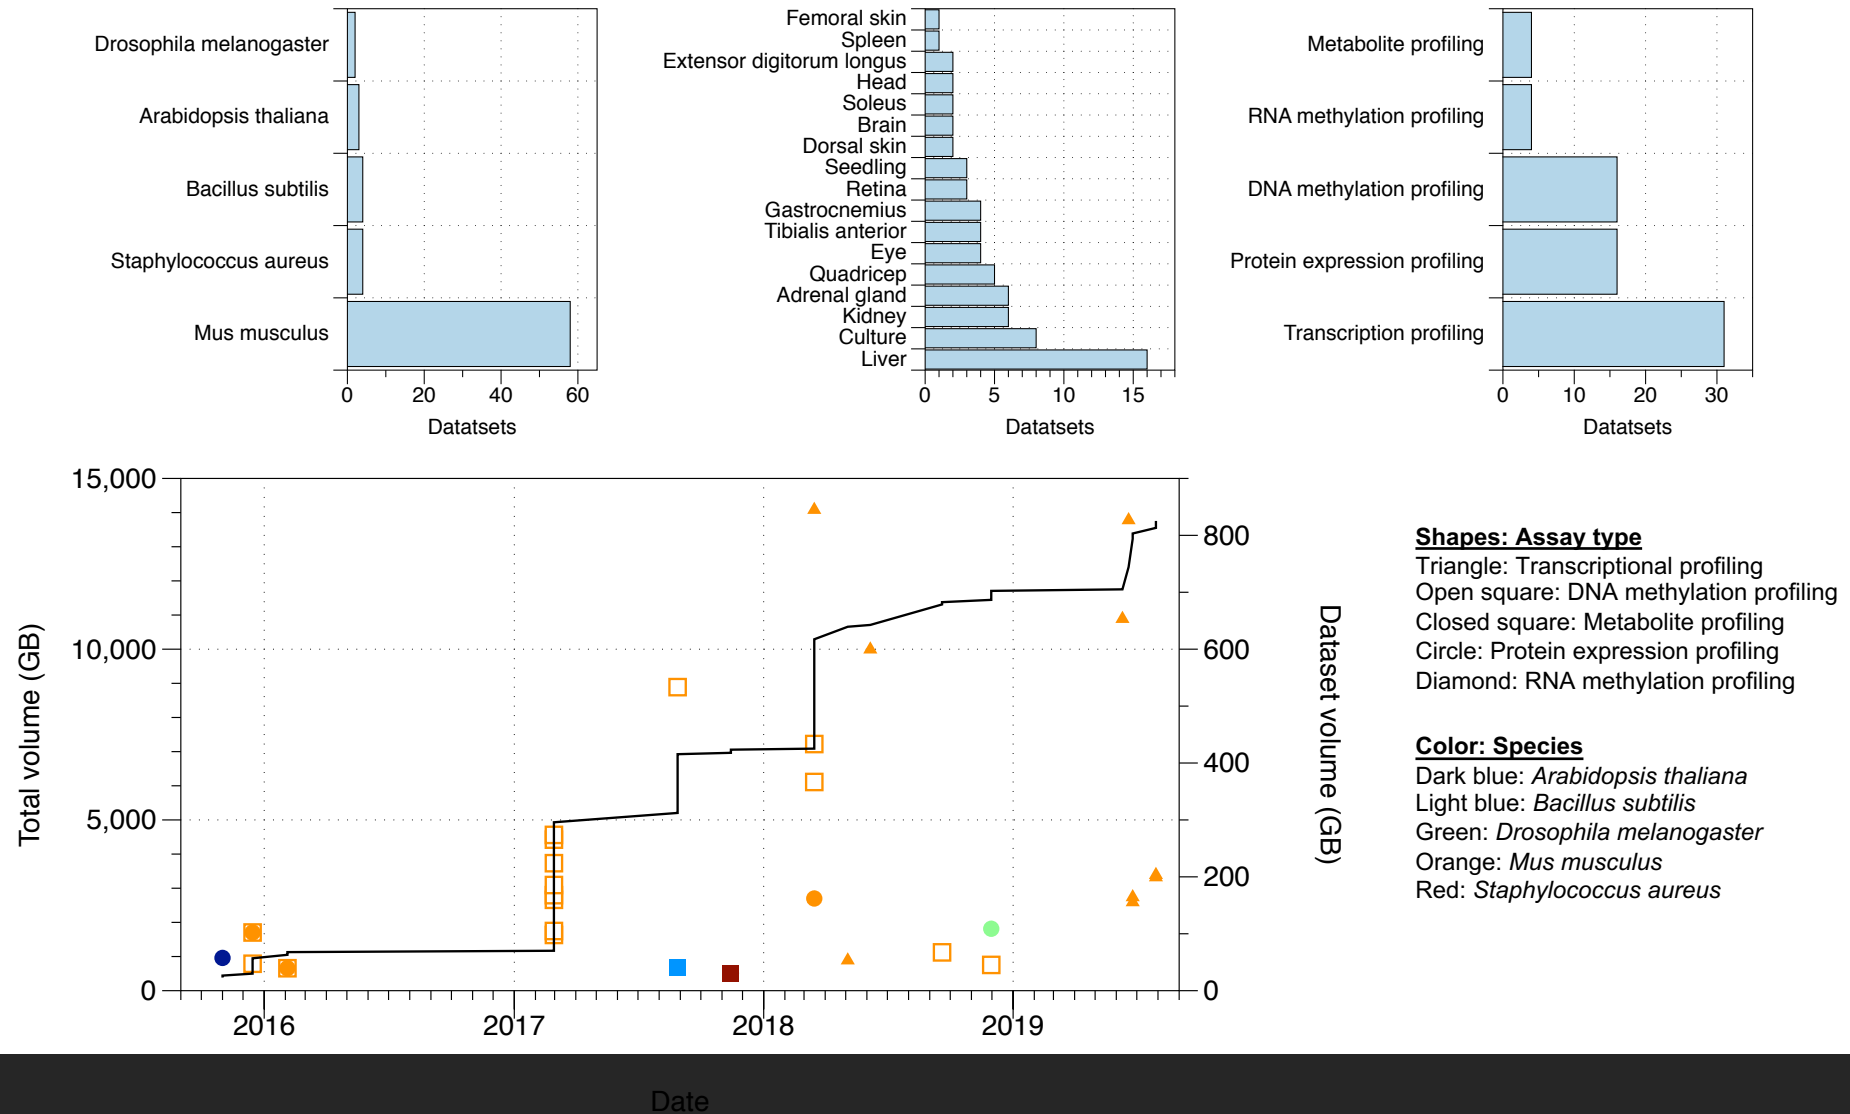 Drosophila melanogaster
Arabidopsis thaliana
Bacillus subtilis
Staphylococcus aureus
Mus musculus
0 20 40 60
Datatsets
Femoral skin
Spleen
Extensor digitorum longus
Head
Soleus
Brain
Dorsal skin
Seedling
Retina
Gastrocnemius
Tibialis anterior
Eye
Quadricep
Adrenal gland
Kidney
Culture
Liver
0 5 10 15
Datatsets
Metabolite profiling
RNA methylation profiling
DNA methylation profiling
Protein expression profiling
Transcription profiling
0 10 20 30
Datatsets
Total volume (GB)
15,000
10,000
5,000
0
2016 2017 2018 2019
800
600
400
200
0
Dataset volume (GB)
Date
Shapes: Assay type
Triangle: Transcriptional profiling
Open square: DNA methylation profiling
Closed square: Metabolite profiling
Circle: Protein expression profiling
Diamond: RNA methylation profiling
Color: Species
Dark blue: Arabidopsis thaliana
Light blue: Bacillus subtilis
Green: Drosophila melanogaster
Orange: Mus musculus
Red: Staphylococcus aureus